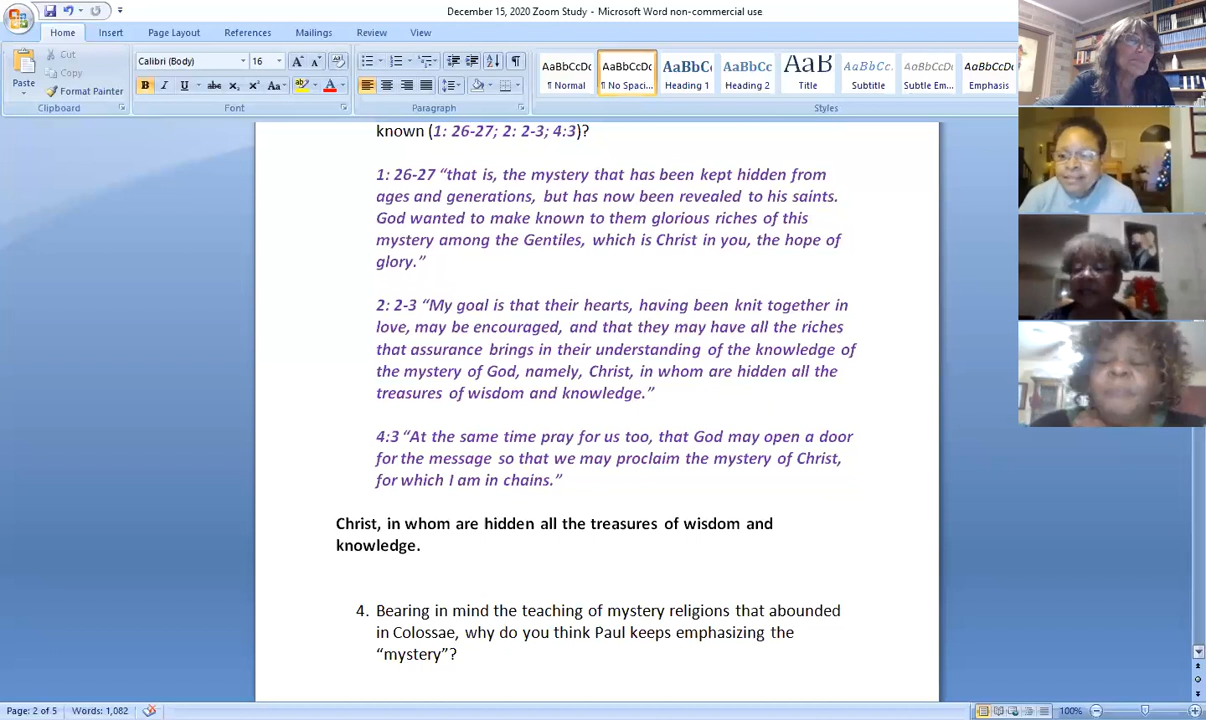 December 15, 2020 Zoom Study - Microsoft Word non-commercial use
Home Insert Page Layout References Mailings Review View
Cut
Copy
Format Painter
Paste
Clipboard
Calibri (Body) 16
Font
Paragraph
AaBbCcDc AaBbCcDc AaBbCc AaBbCc AaB AaBbCcL AaBbCcDc AaBbCcDc
¶ Normal ¶ No Spaci... Heading 1 Heading 2 Title Subtitle Subtle Em... Emphasis
Styles
known (1: 26-27; 2: 2-3; 4:3)?
1: 26-27 “that is, the mystery that has been kept hidden from
ages and generations, but has now been revealed to his saints.
God wanted to make known to them glorious riches of this
mystery among the Gentiles, which is Christ in you, the hope of
glory.”
2: 2-3 “My goal is that their hearts, having been knit together in
love, may be encouraged, and that they may have all the riches
that assurance brings in their understanding of the knowledge of
the mystery of God, namely, Christ, in whom are hidden all the
treasures of wisdom and knowledge.”
4:3 “At the same time pray for us too, that God may open a door
for the message so that we may proclaim the mystery of Christ,
for which I am in chains.”
Christ, in whom are hidden all the treasures of wisdom and
knowledge.
4. Bearing in mind the teaching of mystery religions that abounded
in Colossae, why do you think Paul keeps emphasizing the
“mystery”?
Page: 2 of 5 Words: 1,082 100%